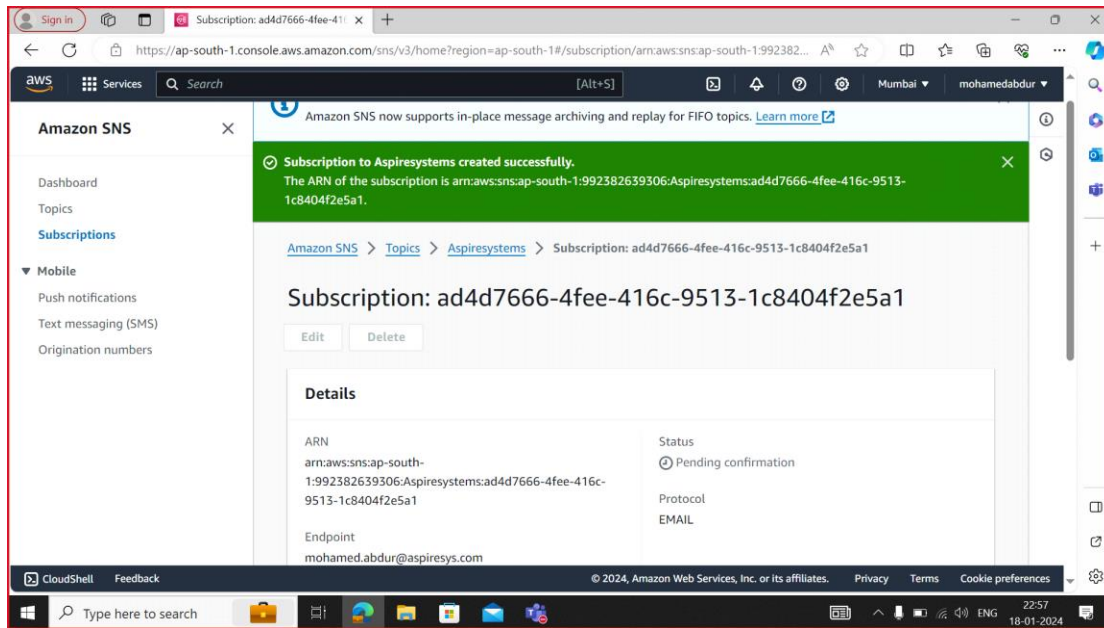 Sign in
Subscription: ad4d7666-4fee-41
https://ap-south-1.console.aws.amazon.com/sns/v3/home?region=ap-south-1#/subscription/arn:aws:sns:ap-south-1:992382...
aws
Services
Search
[Alt+S]
Mumbai
mohamedabdur
Amazon SNS
Dashboard
Topics
Subscriptions
Mobile
Push notifications
Text messaging (SMS)
Origination numbers
Amazon SNS now supports in-place message archiving and replay for FIFO topics. Learn more
Subscription to Aspiresystems created successfully.
The ARN of the subscription is arn:aws:sns:ap-south-1:992382639306:Aspiresystems:ad4d7666-4fee-416c-9513-
1c8404f2e5a1.
Amazon SNS > Topics > Aspiresystems > Subscription: ad4d7666-4fee-416c-9513-1c8404f2e5a1
Subscription: ad4d7666-4fee-416c-9513-1c8404f2e5a1
Edit
Delete
Details
ARN
arn:aws:sns:ap-south-
1:992382639306:Aspiresystems:ad4d7666-4fee-416c-
9513-1c8404f2e5a1
Endpoint
mohamed.abdur@aspiresys.com
Status
Pending confirmation
Protocol
EMAIL
CloudShell
Feedback
© 2024, Amazon Web Services, Inc. or its affiliates.
Privacy
Terms
Cookie preferences
Type here to search
ENG
22:57
18-01-2024